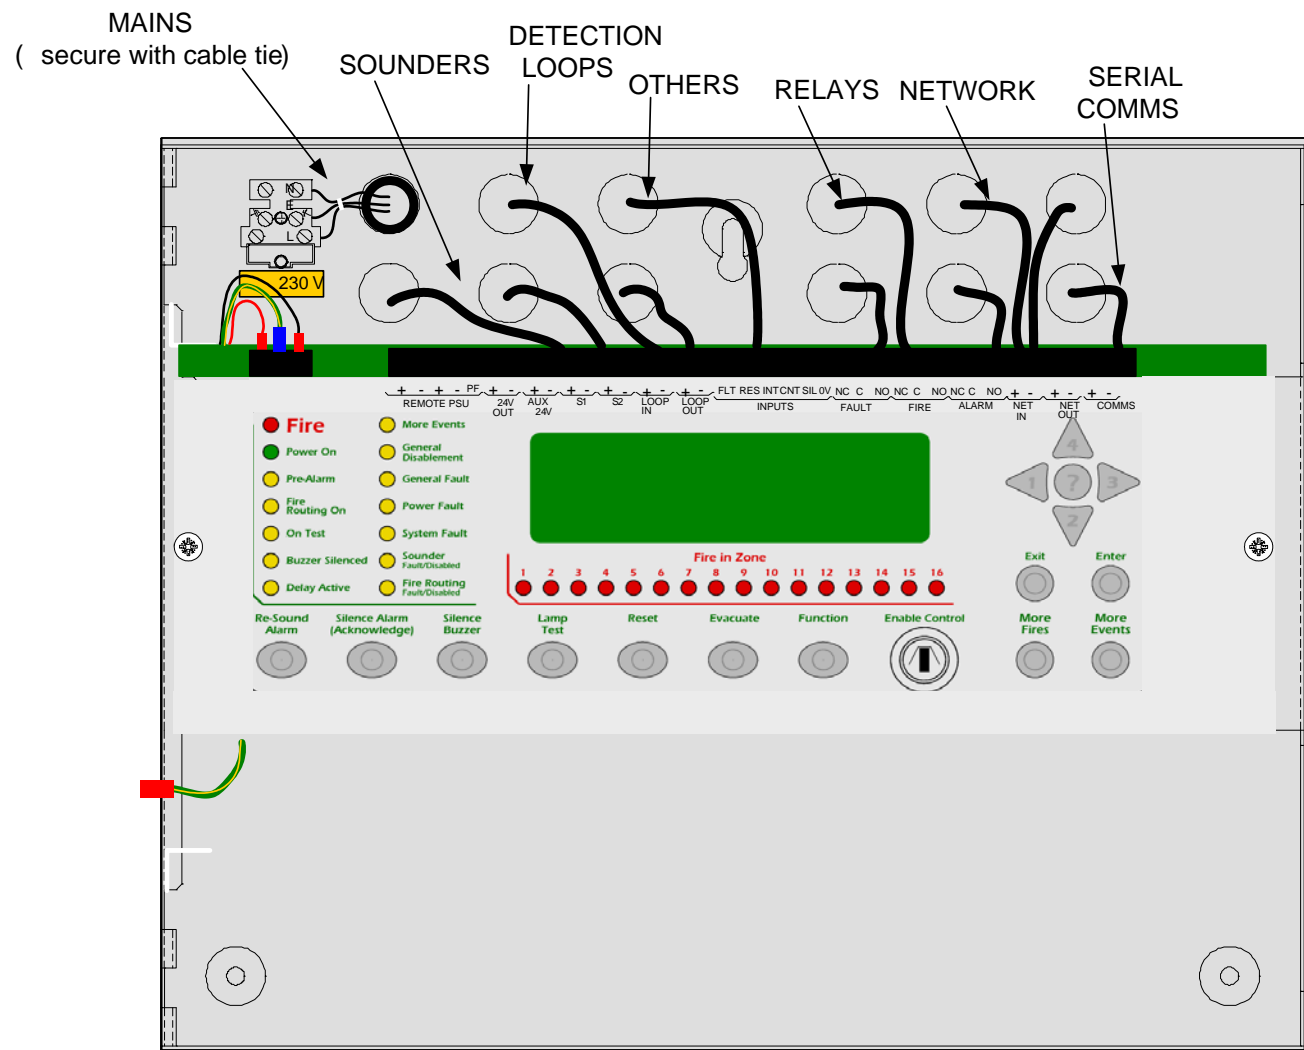 MAINS
( secure with cable tie)
SOUNDERS
DETECTION
LOOPS
OTHERS
RELAYS
NETWORK
SERIAL
COMMS
N
E
L
230 V
+ - + - PF + - + - + - + - + - + - FLT RES INT CNT SIL 0V NC C NO NC C NO NC C NO + - + - + -
REMOTE PSU
24V
OUT
AUX
24V
S1
S2
LOOP
IN
LOOP
OUT
INPUTS
FAULT
FIRE
ALARM
NET
IN
NET
OUT
COMMS
Fire
Power On
Pre-Alarm
Fire
Routing On
On Test
Buzzer Silenced
Delay Active
More Events
General
Disablement
General Fault
Power Fault
System Fault
Sounder
Fault/Disabled
Fire Routing
Fault/Disabled
Fire in Zone
1 2 3 4 5 6 7 8 9 10 11 12 13 14 15 16
4
1 ? 3
2
Exit
Enter
Re-Sound
Alarm
Silence Alarm
(Acknowledge)
Silence
Buzzer
Lamp
Test
Reset
Evacuate
Function
Enable Control
More
Fires
More
Events